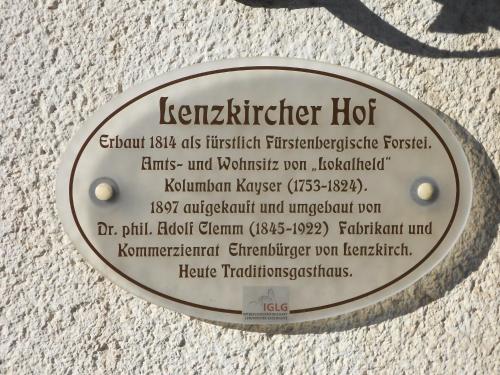 Lenzkircher Hof
Erbaut 1814 als fürstlich Fürstenbergische Forstei.
Amts- und Wohnsitz von „Lokalheld“
Kolumban Kayser (1753-1824).
1897 aufgekauft und umgebaut von
Dr. phil. Adolf Clemm (1845-1922) Fabrikant und
Kommerzienrat Ehrenbürger von Lenzkirch.
Heute Traditionsgasthaus.
IGLG